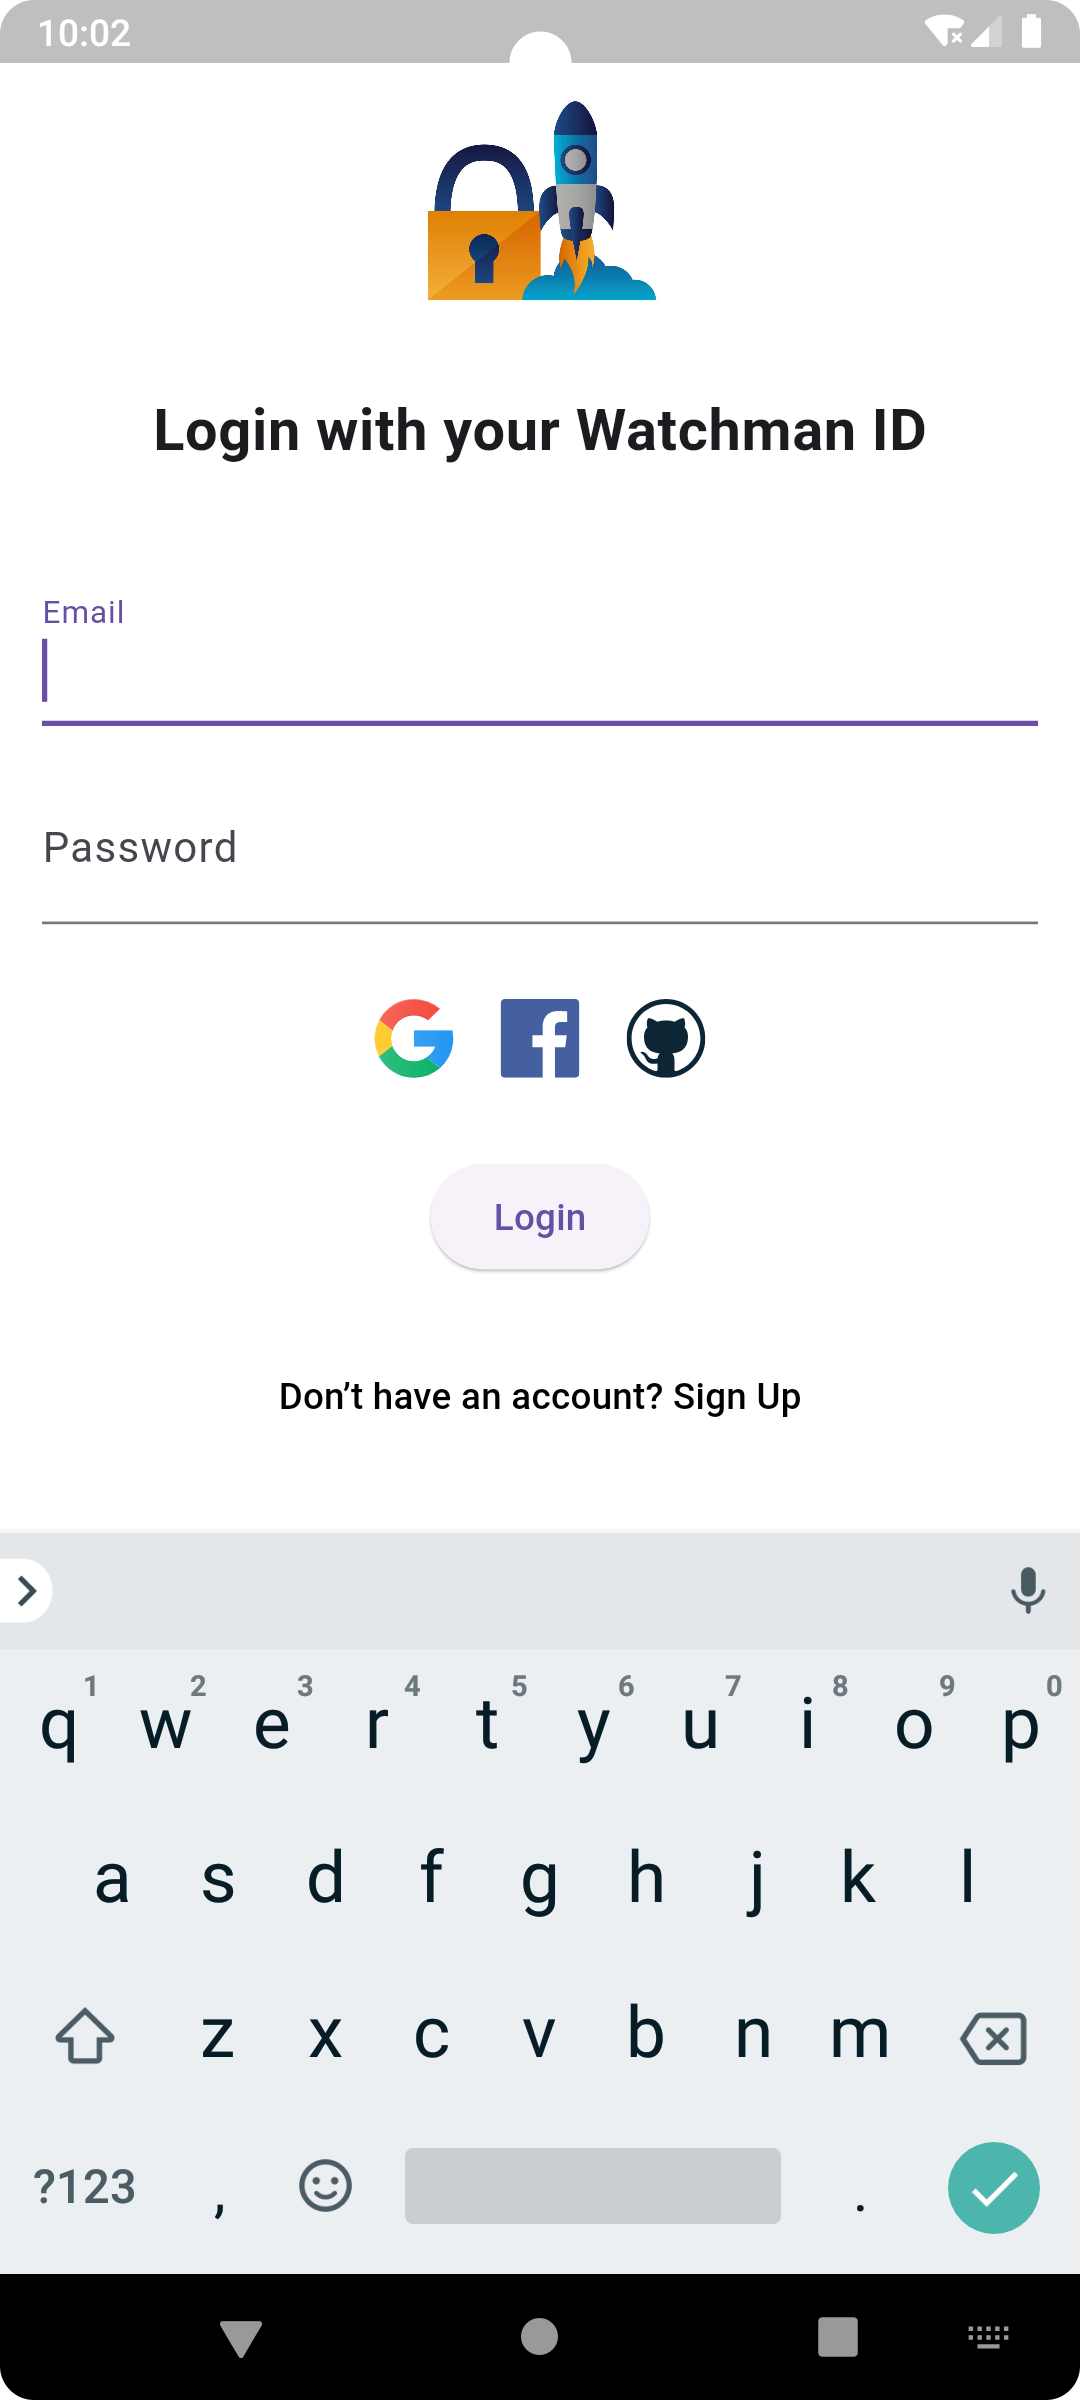 10:02
Login with your Watchman ID
Email
Password
Login
Don’t have an account? Sign Up
1 2 3 4 5 6 7 8 9 0
q w e r t y u i o p
a s d f g h j k l
z x c v b n m
?123 , .